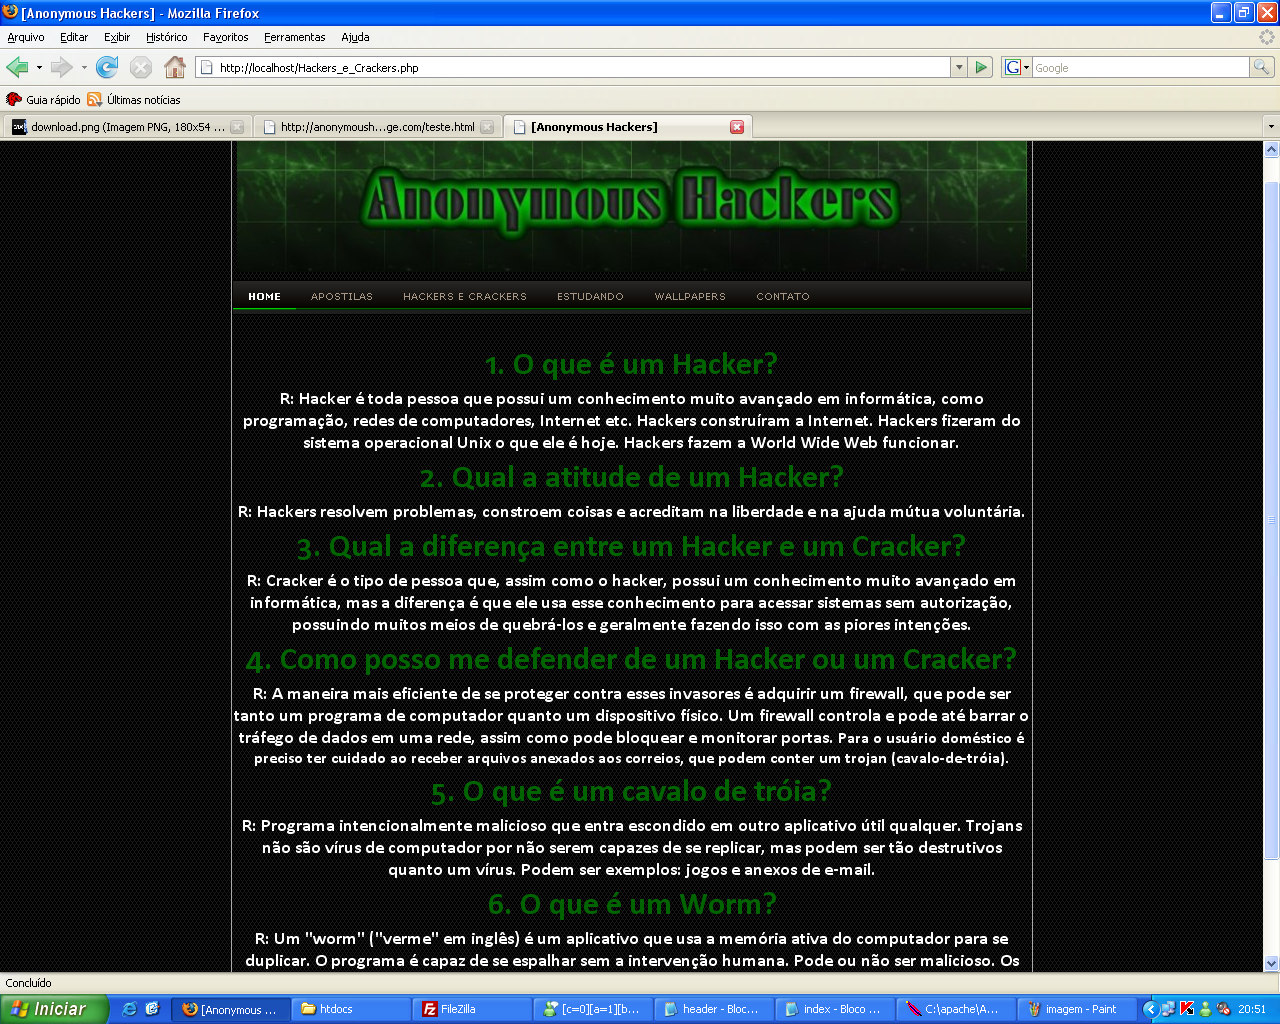 [Anonymous Hackers] - Mozilla Firefox
Arquivo Editar Exibir Histórico Favoritos Ferramentas Ajuda
http://localhost/Hackers_e_Crackers.php
Google
Guia rápido Últimas notícias
download.png (Imagem PNG, 180x54 ...
http://anonymoush...ge.com/teste.html
[Anonymous Hackers]
Anonymous Hackers
HOME APOSTILAS HACKERS E CRACKERS ESTUDANDO WALLPAPERS CONTATO
1. O que é um Hacker?
R: Hacker é toda pessoa que possui um conhecimento muito avançado em informática, como
programação, redes de computadores, Internet etc. Hackers construíram a Internet. Hackers fizeram do
sistema operacional Unix o que ele é hoje. Hackers fazem a World Wide Web funcionar.
2. Qual a atitude de um Hacker?
R: Hackers resolvem problemas, constroem coisas e acreditam na liberdade e na ajuda mútua voluntária.
3. Qual a diferença entre um Hacker e um Cracker?
R: Cracker é o tipo de pessoa que, assim como o hacker, possui um conhecimento muito avançado em
informática, mas a diferença é que ele usa esse conhecimento para acessar sistemas sem autorização,
possuindo muitos meios de quebrá-los e geralmente fazendo isso com as piores intenções.
4. Como posso me defender de um Hacker ou um Cracker?
R: A maneira mais eficiente de se proteger contra esses invasores é adquirir um firewall, que pode ser
tanto um programa de computador quanto um dispositivo físico. Um firewall controla e pode até barrar o
tráfego de dados em uma rede, assim como pode bloquear e monitorar portas. Para o usuário doméstico é
preciso ter cuidado ao receber arquivos anexados aos correios, que podem conter um trojan (cavalo-de-tróia).
5. O que é um cavalo de tróia?
R: Programa intencionalmente malicioso que entra escondido em outro aplicativo útil qualquer. Trojans
não são vírus de computador por não serem capazes de se replicar, mas podem ser tão destrutivos
quanto um vírus. Podem ser exemplos: jogos e anexos de e-mail.
6. O que é um Worm?
R: Um "worm" ("verme" em inglês) é um aplicativo que usa a memória ativa do computador para se
duplicar. O programa é capaz de se espalhar sem a intervenção humana. Pode ou não ser malicioso. Os
Concluído
Iniciar
[Anonymous ...
htdocs
FileZilla
[c=0][a=1][b...
header - Bloc...
index - Bloco ...
C:\apache\A...
imagem - Paint
20:51